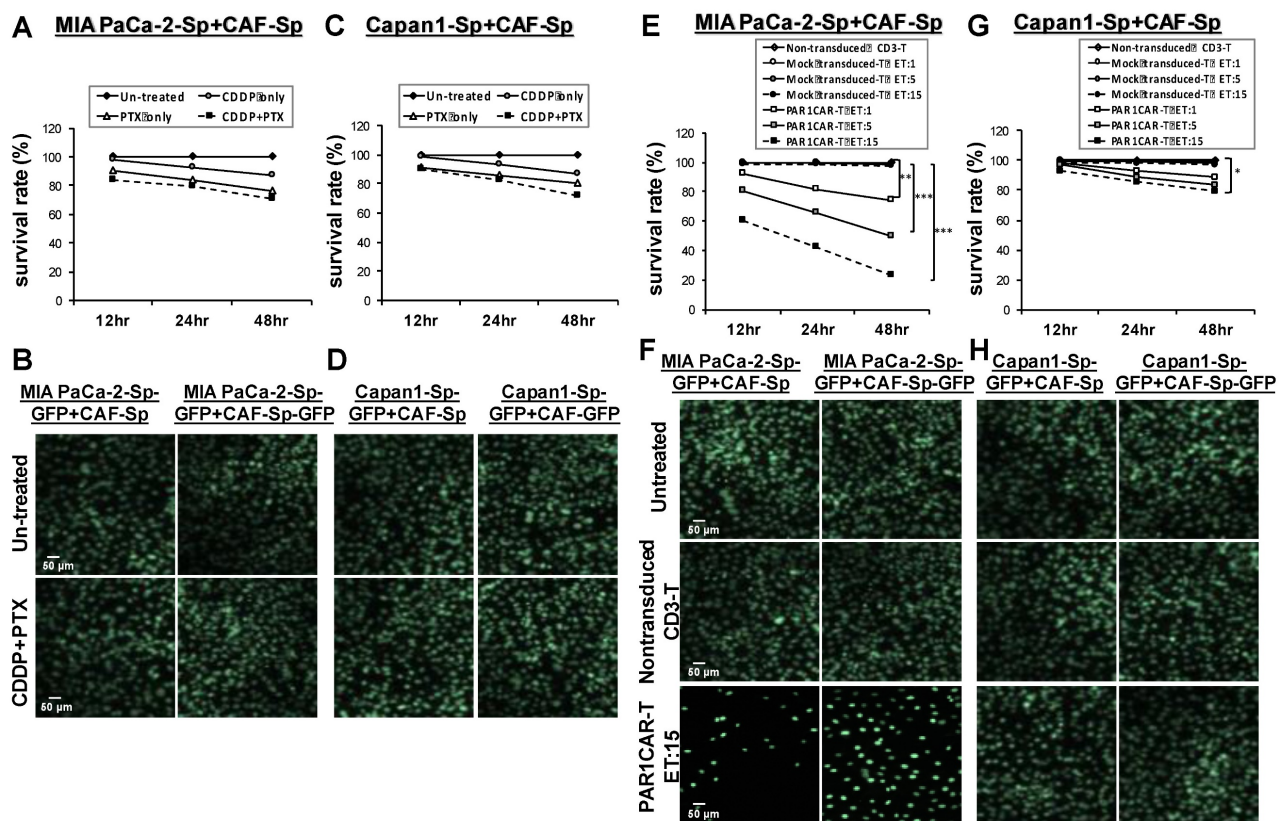 A MIA PaCa-2-Sp+CAF-Sp
Un-treated CDDP only
PTX only CDDP+PTX
survival rate (%)
120
100
80
60
40
20
0
12hr 24hr 48hr
C Capan1-Sp+CAF-Sp
Un-treated CDDP only
PTX only CDDP+PTX
survival rate (%)
120
100
80
60
40
20
0
12hr 24hr 48hr
E MIA PaCa-2-Sp+CAF-Sp
Non-transduced CD3-T
Mock transduced-T ET:1
Mock transduced-T ET:5
Mock transduced-T ET:15
PAR1CAR-T ET:1
PAR1CAR-T ET:5
PAR1CAR-T ET:15
survival rate (%)
120
100
80
60
40
20
0
**
***
***
12hr 24hr 48hr
G Capan1-Sp+CAF-Sp
Non-transduced CD3-T
Mock transduced-T ET:1
Mock transduced-T ET:5
Mock transduced-T ET:15
PAR1CAR-T ET:1
PAR1CAR-T ET:5
PAR1CAR-T ET:15
survival rate (%)
120
100
80
60
40
20
0
*
12hr 24hr 48hr
B
MIA PaCa-2-Sp-
GFP+CAF-Sp
MIA PaCa-2-Sp-
GFP+CAF-Sp-GFP
Un-treated
50 µm
CDDP+PTX
50 µm
D
Capan1-Sp-
GFP+CAF-Sp
Capan1-Sp-
GFP+CAF-GFP
F
MIA PaCa-2-Sp-
GFP+CAF-Sp
MIA PaCa-2-Sp-
GFP+CAF-Sp-GFP
Untreated
50 µm
Nontransduced
CD3-T
50 µm
PAR1CAR-T
ET:15
50 µm
H
Capan1-Sp-
GFP+CAF-Sp
Capan1-Sp-
GFP+CAF-Sp-GFP